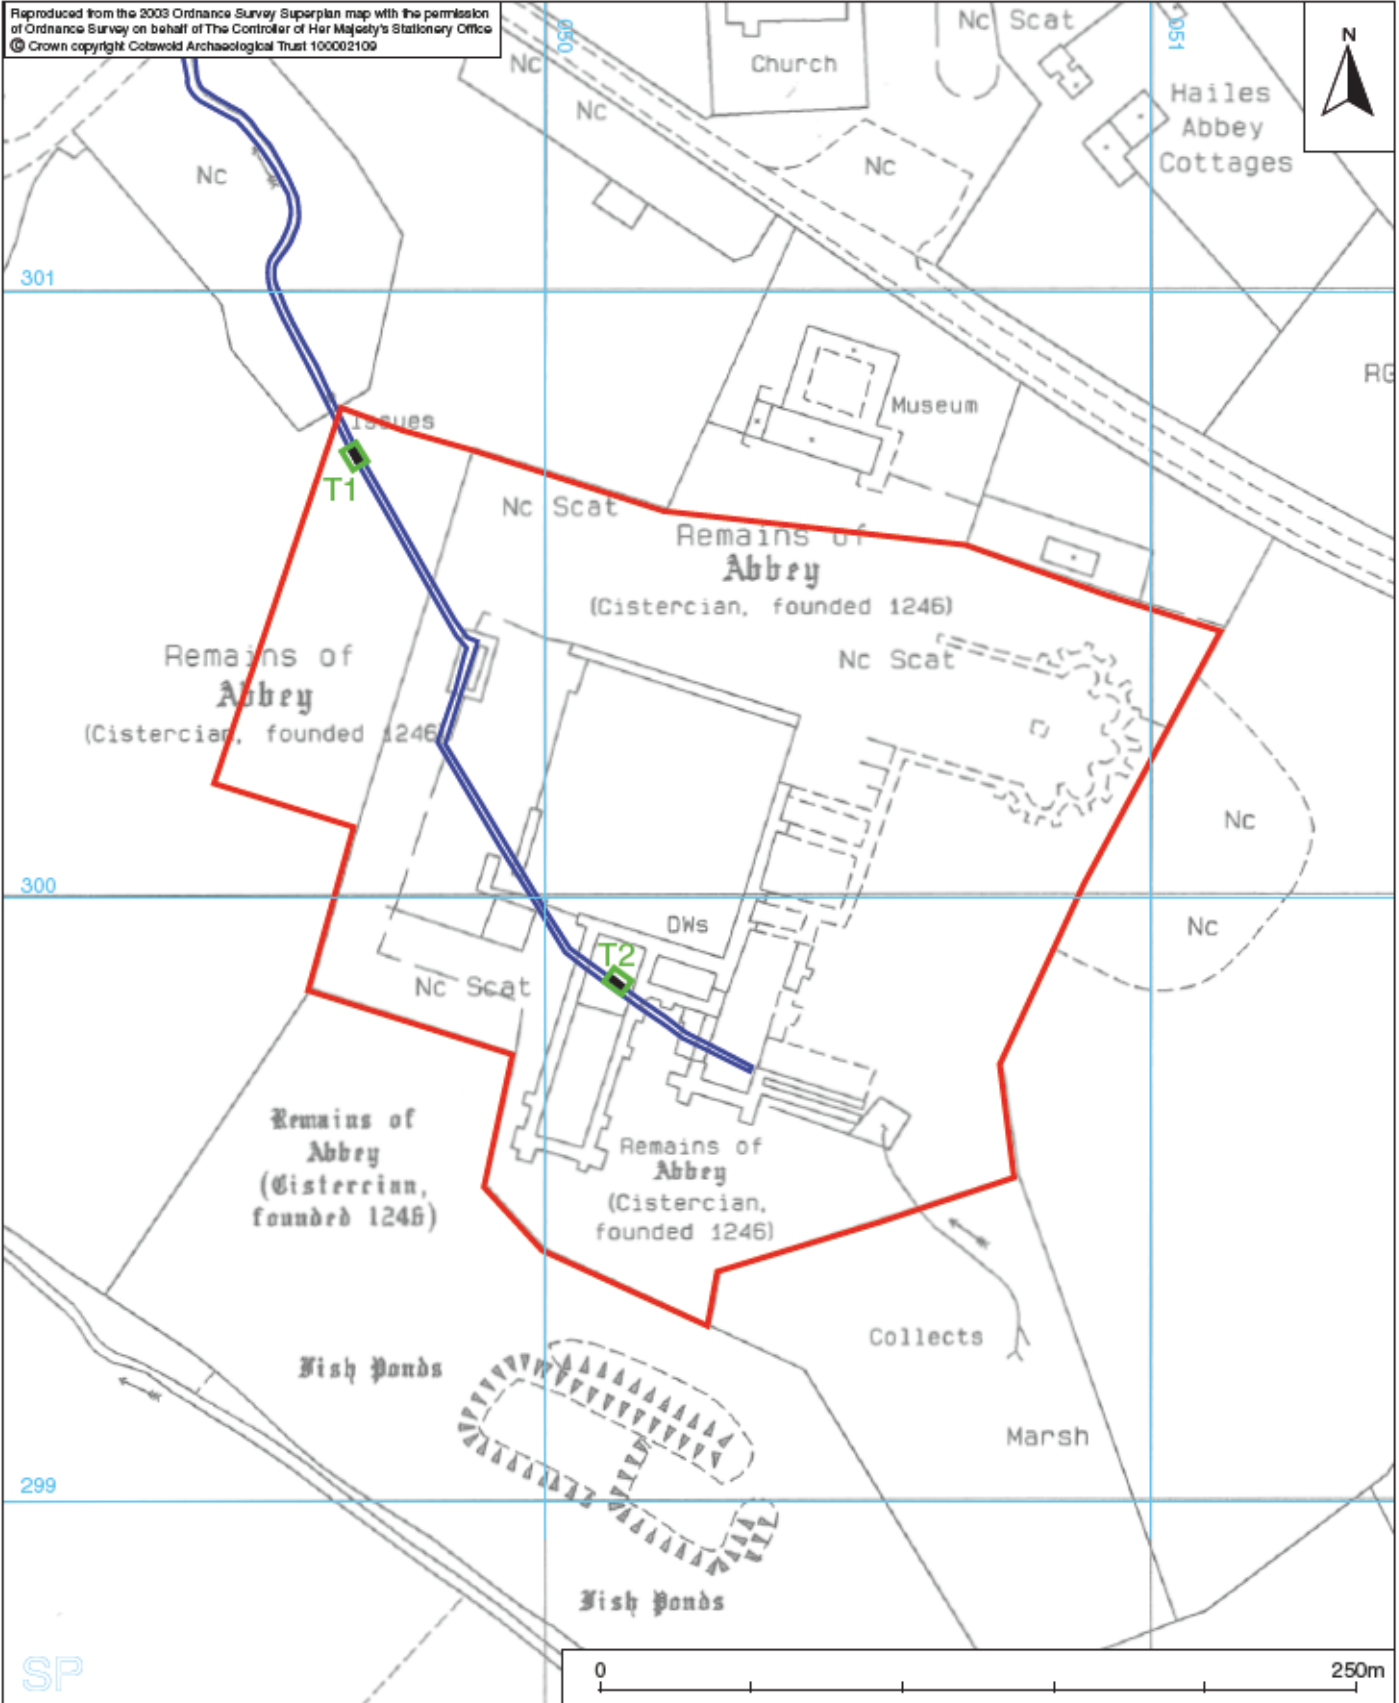 Reproduced from the 2003 Ordnance Survey Superplan map with the permission
of Ordnance Survey on behalf of The Controller of Her Majesty's Stationery Office
© Crown copyright Cotswold Archaeological Trust 100002109
050
051
N
Nc Scat
Church
Nc
Nc
Hailes
Abbey
Cottages
Nc
Nc
301
RG
Museum
Issues
T1
Nc Scat
Remains of
Abbey
(Cistercian, founded 1246)
Nc Scat
Remains of
Abbey
(Cistercian, founded 1246)
Nc
300
DWs
Nc
T2
Nc Scat
Remains of
Abbey
(Cistercian,
founded 1246)
Remains of
Abbey
(Cistercian,
founded 1246)
Collects
Fish Ponds
Marsh
299
Fish Ponds
SP
0
250m